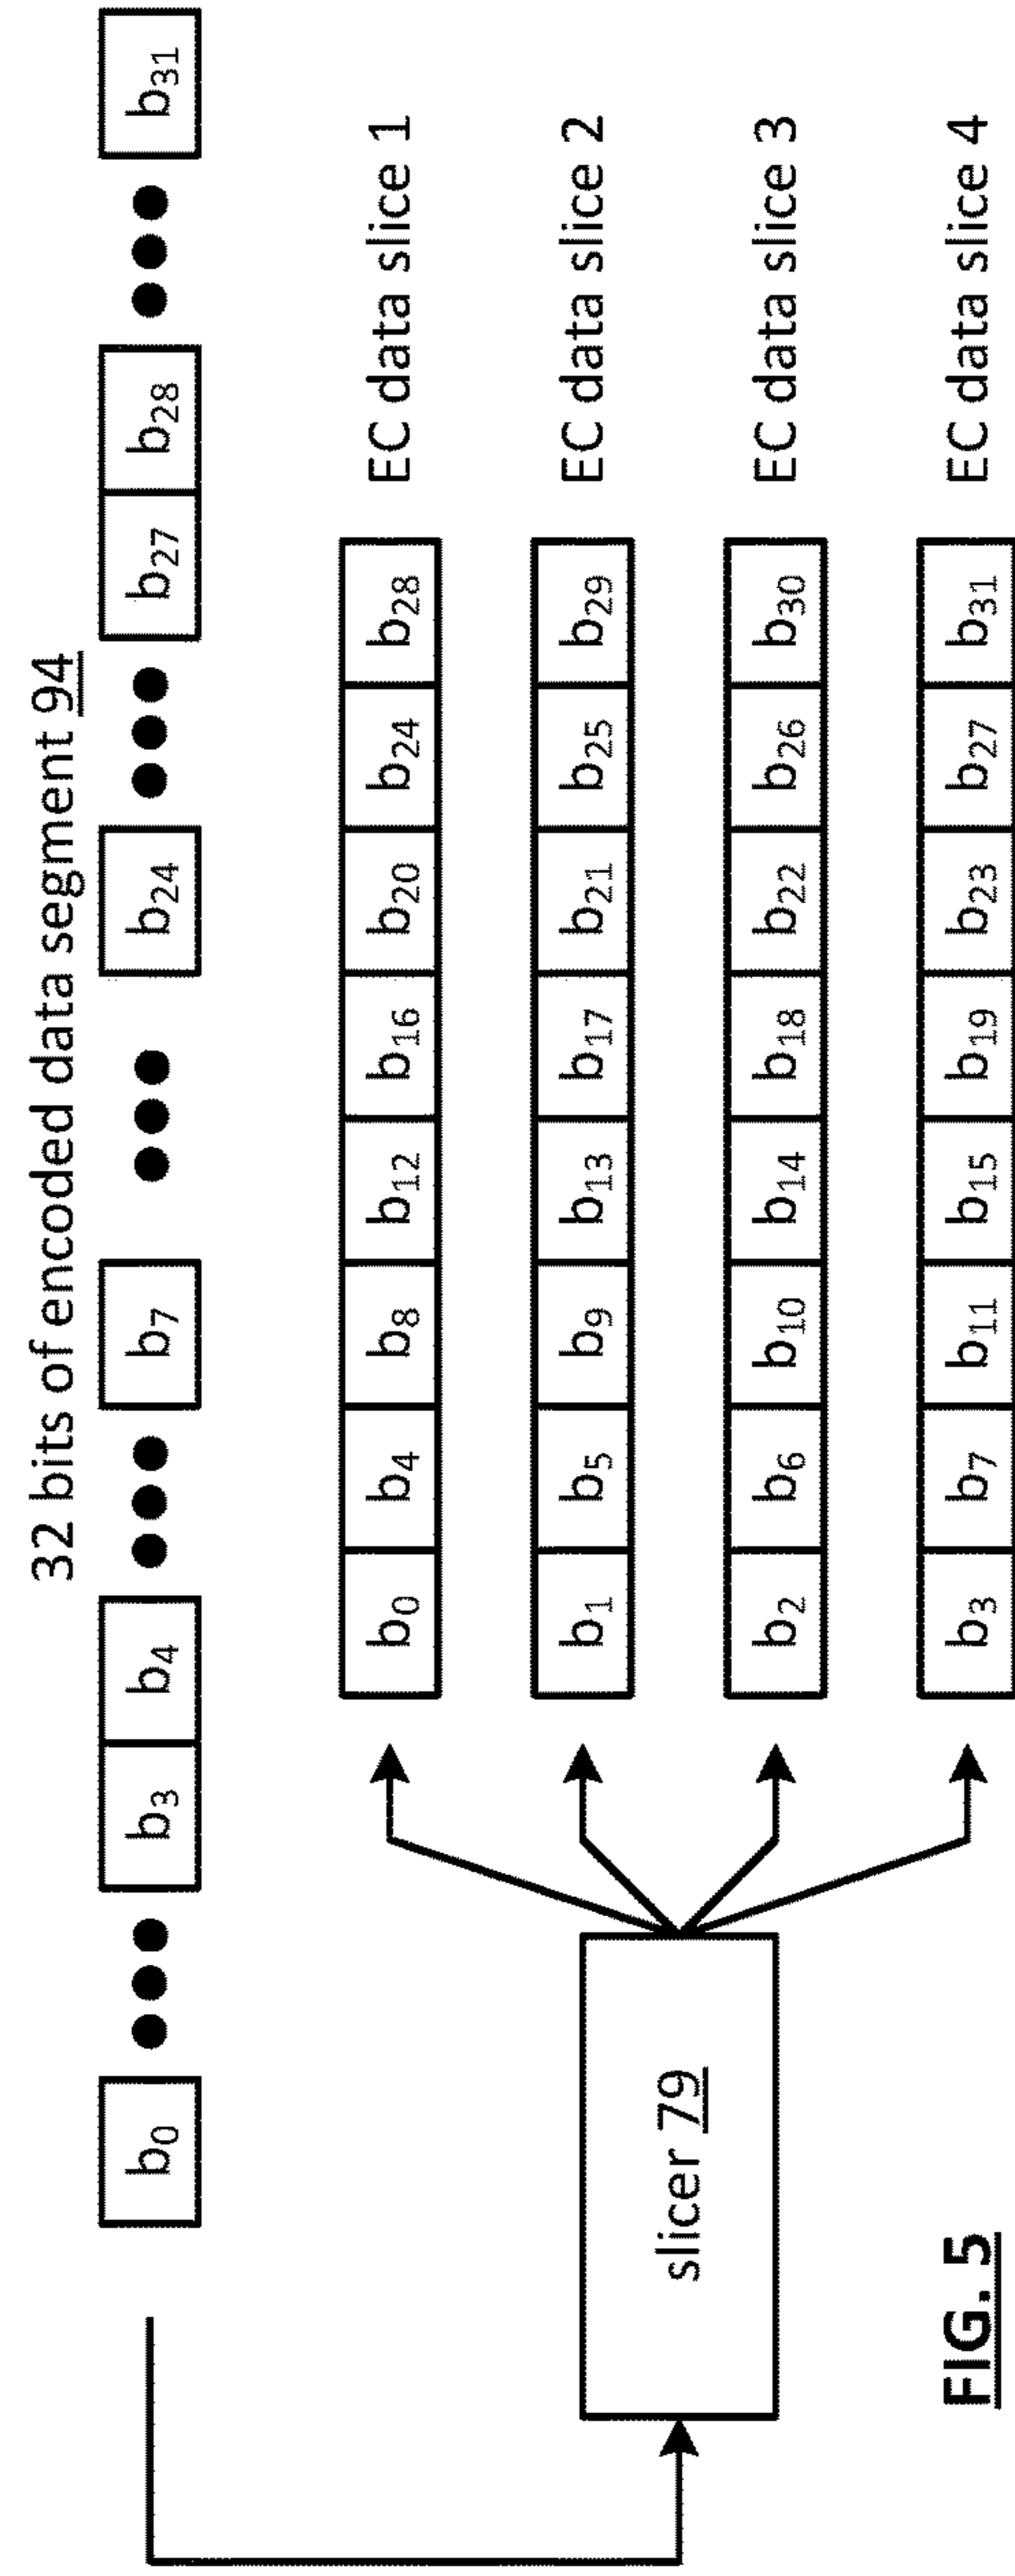 32 bits of encoded data segment 94
b0 ●●● b3 b4 ●●● b7 ●●● b24 ●●● b27 b28 ●●● b31
b0 b4 b8 b12 b16 b20 b24 b28 EC data slice 1
b1 b5 b9 b13 b17 b21 b25 b29 EC data slice 2
slicer 79
b2 b6 b10 b14 b18 b22 b26 b30 EC data slice 3
b3 b7 b11 b15 b19 b23 b27 b31 EC data slice 4
FIG. 5